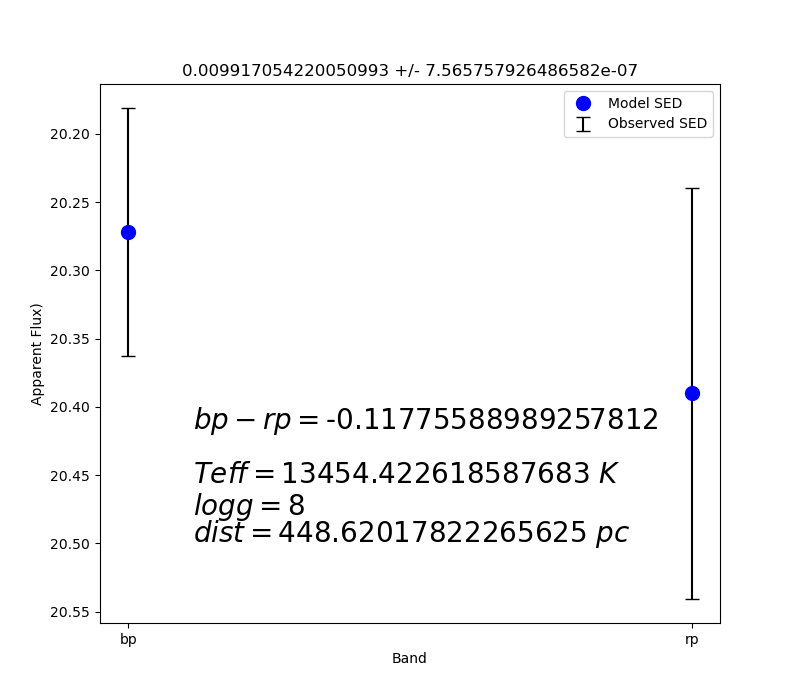 0.009917054220050993 +/- 7.565757926486582e-07
Model SED
Observed SED
20.20
20.25
20.30
20.35
20.40
20.45
20.50
20.55
Apparent Flux)
bp − rp = -0.11775588989257812
Teff = 13454.422618587683 K
logg = 8
dist = 448.62017822265625 pc
bp
rp
Band